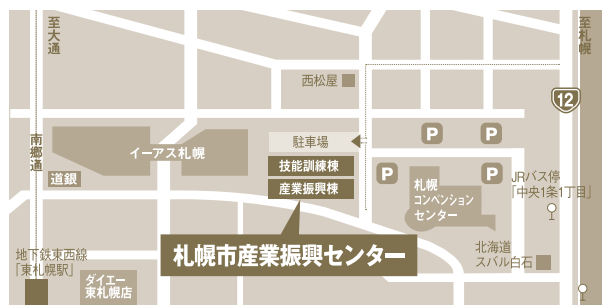 至大通
至札幌
西松屋
12
駐車場
P
P
南郷通
イーアス札幌
技能訓練棟
道銀
産業振興棟
P
P
札幌
コンベンション
センター
JRバス停
「中央1条1丁目」
札幌市産業振興センター
地下鉄東西線
「東札幌駅」
北海道
スバル白石
ダイエー
東札幌店